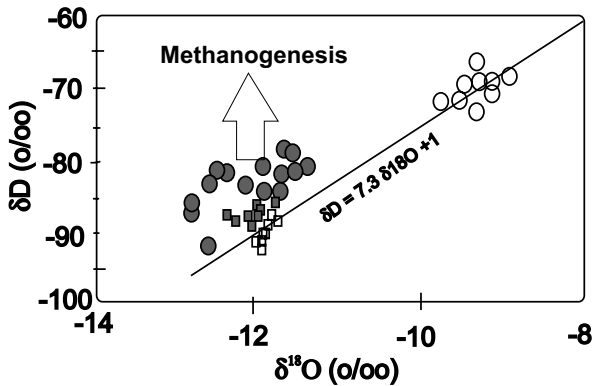 -60
-70
-80
-90
-100
δD (o/oo)
Methanogenesis
δD = 7.3 δ18O +1
-14
-12
-10
-8
δ¹⁸O (o/oo)